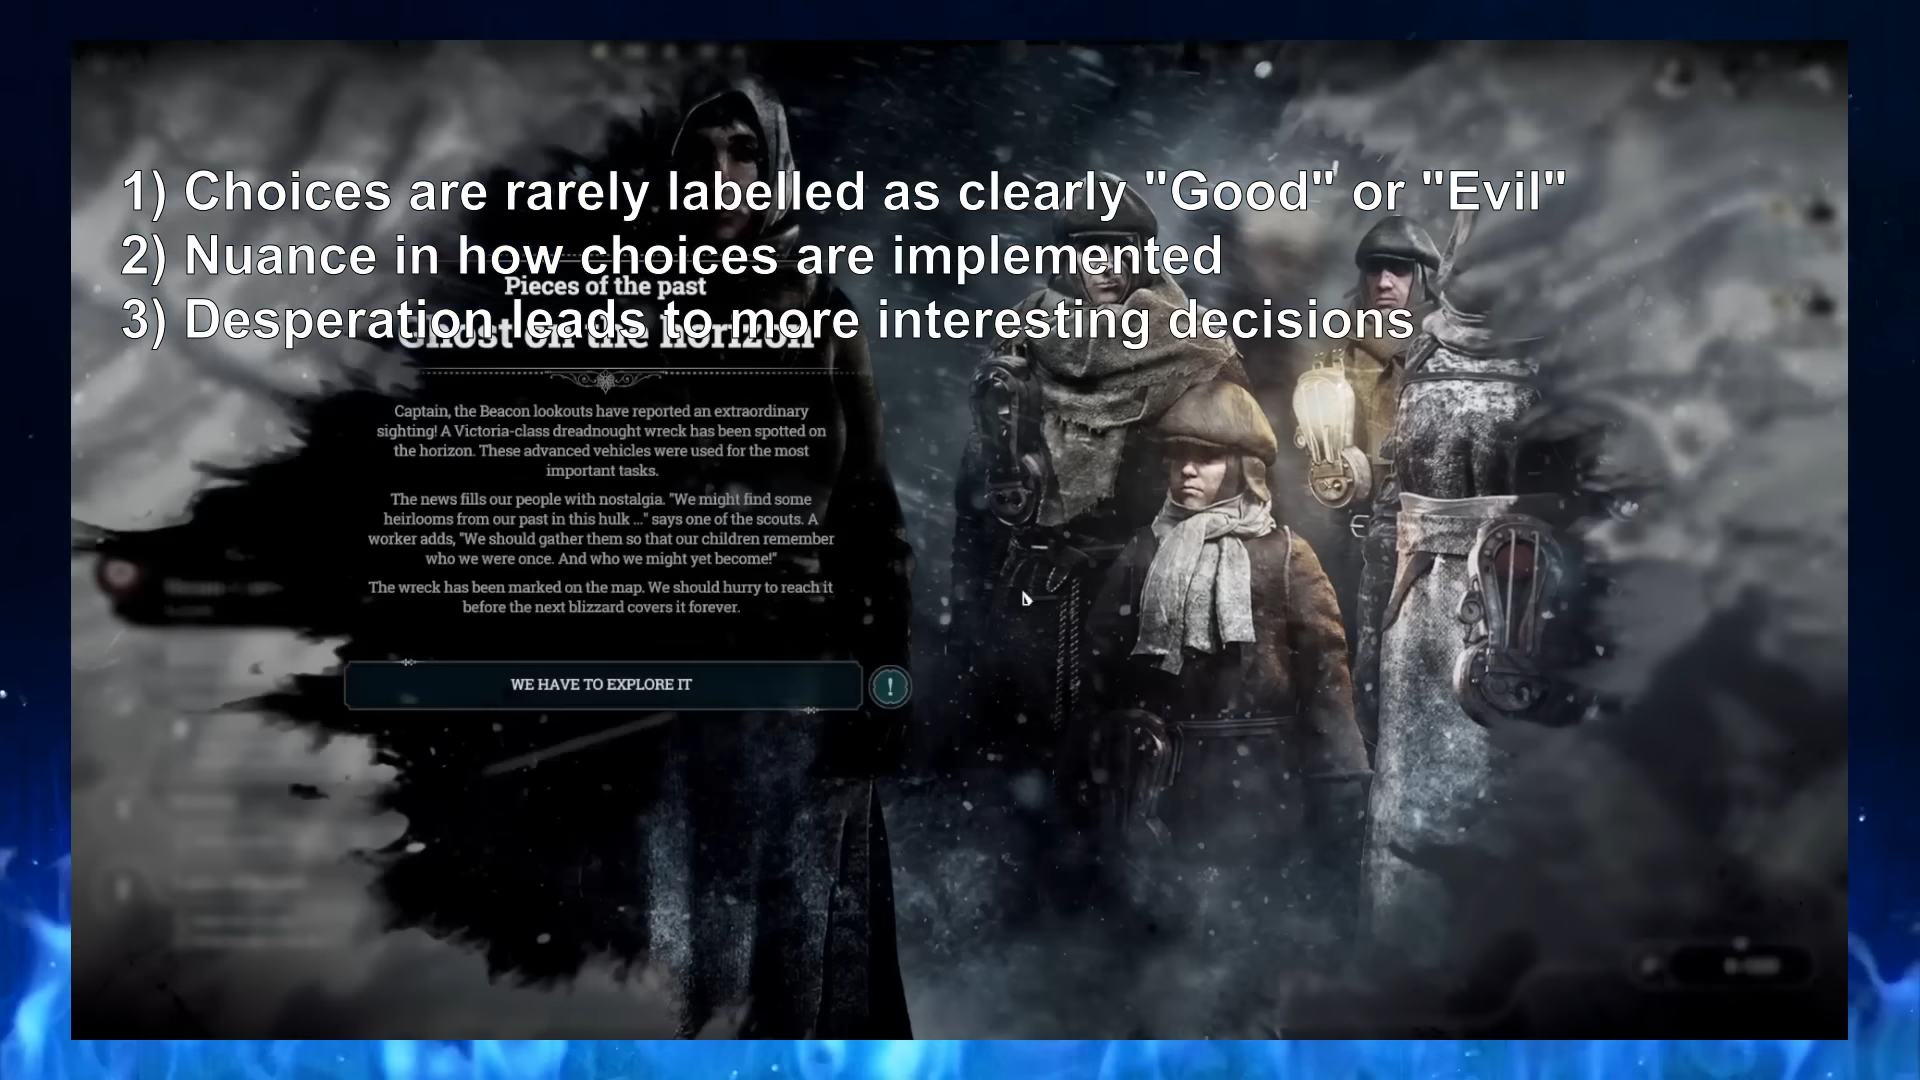 1) Choices are rarely labelled as clearly "Good" or "Evil"
2) Nuance in how choices are implemented
Pieces of the past
3) Desperation leads to more interesting decisions
Ghost on the horizon
Captain, the Beacon lookouts have reported an extraordinary
sighting! A Victoria-class dreadnought wreck has been spotted on
the horizon. These advanced vehicles were used for the most
important tasks.
The news fills our people with nostalgia. "We might find some
heirlooms from our past in this hulk ..." says one of the scouts. A
worker adds, "We should gather them so that our children remember
who we were once. And who we might yet become!"
The wreck has been marked on the map. We should hurry to reach it
before the next blizzard covers it forever.
WE HAVE TO EXPLORE IT
!